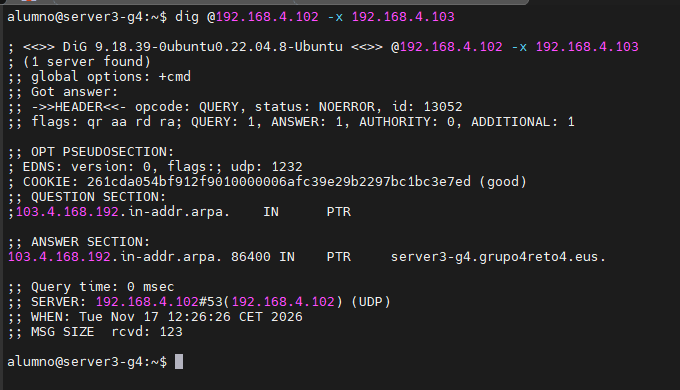 alumno@server3-g4:~$ dig @192.168.4.102 -x 192.168.4.103

; <<>> DiG 9.18.39-0ubuntu0.22.04.8-Ubuntu <<>> @192.168.4.102 -x 192.168.4.103
; (1 server found)
;; global options: +cmd
;; Got answer:
;; ->>HEADER<<- opcode: QUERY, status: NOERROR, id: 13052
;; flags: qr aa rd ra; QUERY: 1, ANSWER: 1, AUTHORITY: 0, ADDITIONAL: 1

;; OPT PSEUDOSECTION:
; EDNS: version: 0, flags:; udp: 1232
; COOKIE: 261cda054bf912f9010000006afc39e29b2297bc1bc3e7ed (good)
;; QUESTION SECTION:
;103.4.168.192.in-addr.arpa.    IN      PTR

;; ANSWER SECTION:
103.4.168.192.in-addr.arpa. 86400 IN    PTR     server3-g4.grupo4reto4.eus.

;; Query time: 0 msec
;; SERVER: 192.168.4.102#53(192.168.4.102) (UDP)
;; WHEN: Tue Nov 17 12:26:26 CET 2026
;; MSG SIZE  rcvd: 123

alumno@server3-g4:~$